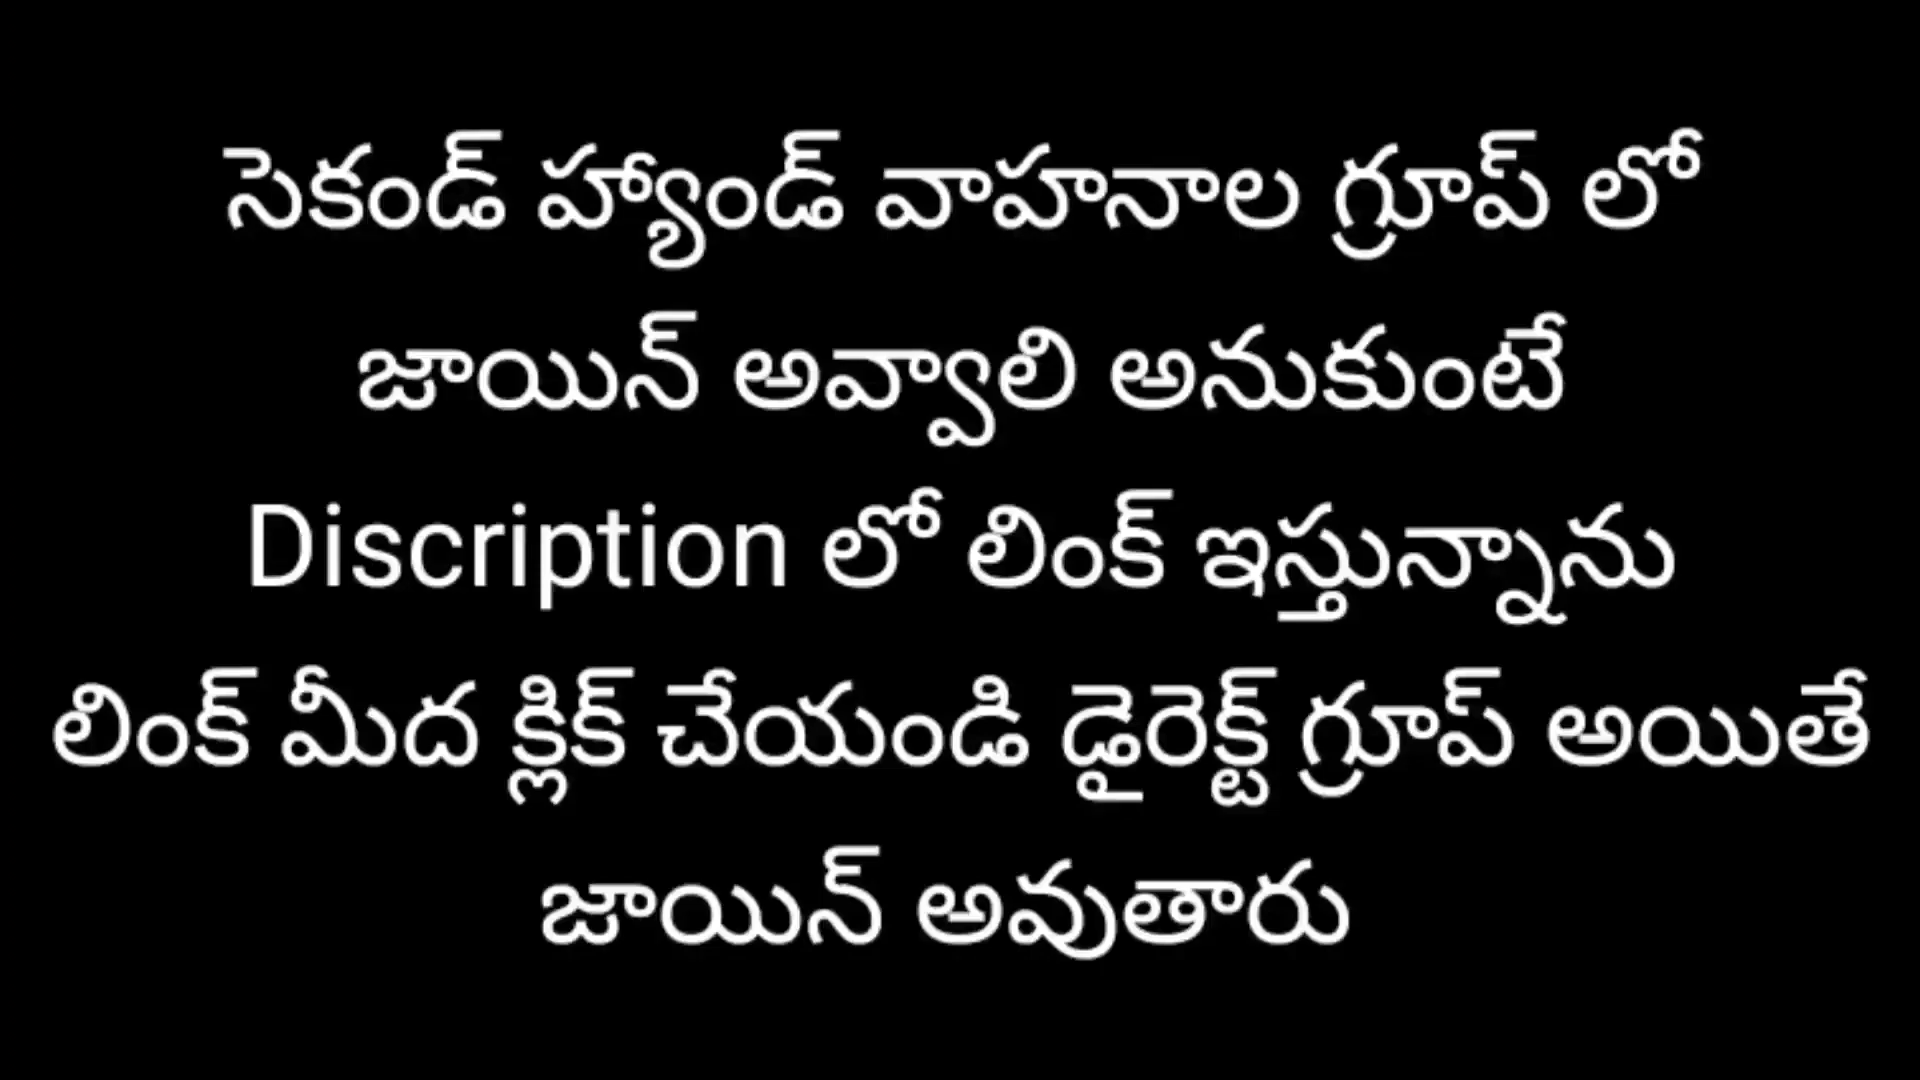 సెకండ్ హ్యాండ్ వాహనాల గ్రూప్ లో
జాయిన్ అవ్వాలి అనుకుంటే
Discription లో లింక్ ఇస్తున్నాను
లింక్ మీద క్లిక్ చేయండి డైరెక్ట్ గ్రూప్ అయితే
జాయిన్ అవుతారు